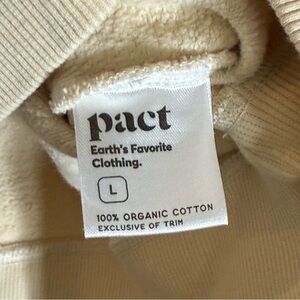 pact
Earth's Favorite
Clothing.
L
100% ORGANIC COTTON
EXCLUSIVE OF TRIM